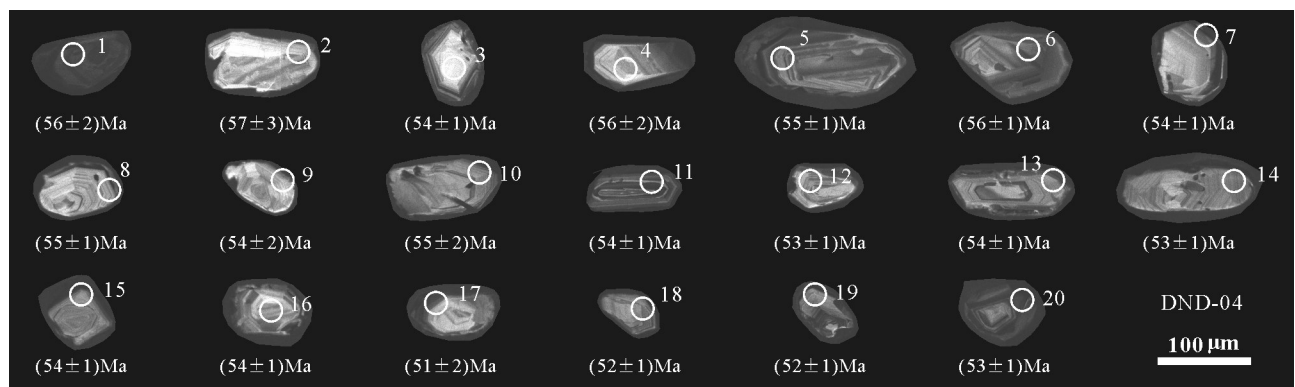 1 2 3 4 5 6 7
(56±2)Ma (57±3)Ma (54±1)Ma (56±2)Ma (55±1)Ma (56±1)Ma (54±1)Ma
8 9 10 11 12 13 14
(55±1)Ma (54±2)Ma (55±2)Ma (54±1)Ma (53±1)Ma (54±1)Ma (53±1)Ma
15 16 17 18 19 20 DND-04
100 μm
(54±1)Ma (54±1)Ma (51±2)Ma (52±1)Ma (52±1)Ma (53±1)Ma